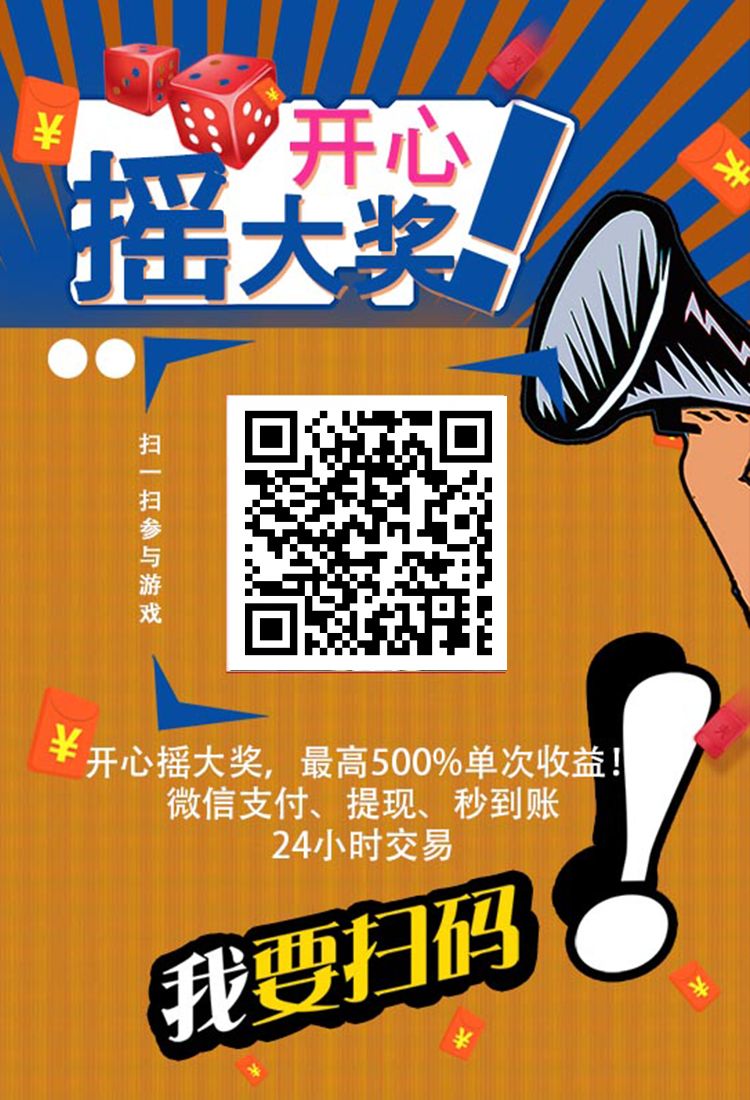 开心
摇大奖!
扫一扫参与游戏
开心摇大奖，最高500%单次收益！
微信支付、提现、秒到账
24小时交易
我要扫码
¥
¥
¥
¥
¥
¥
¥